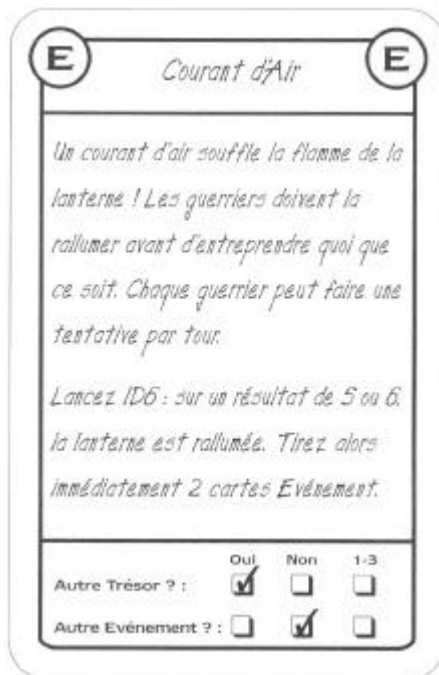 E Courant d'Air E
Un courant d'air souffle la flamme de la
lanterne ! Les guerriers doivent la
rallumer avant d'entreprendre quoi que
ce soit. Chaque guerrier peut faire une
tentative par tour.
Lancez 1D6 : sur un résultat de 5 ou 6,
la lanterne est rallumée. Tirez alors
immédiatement 2 cartes Evénement.
Oui Non 1-3
Autre Trésor ? :
Autre Evénement ? :